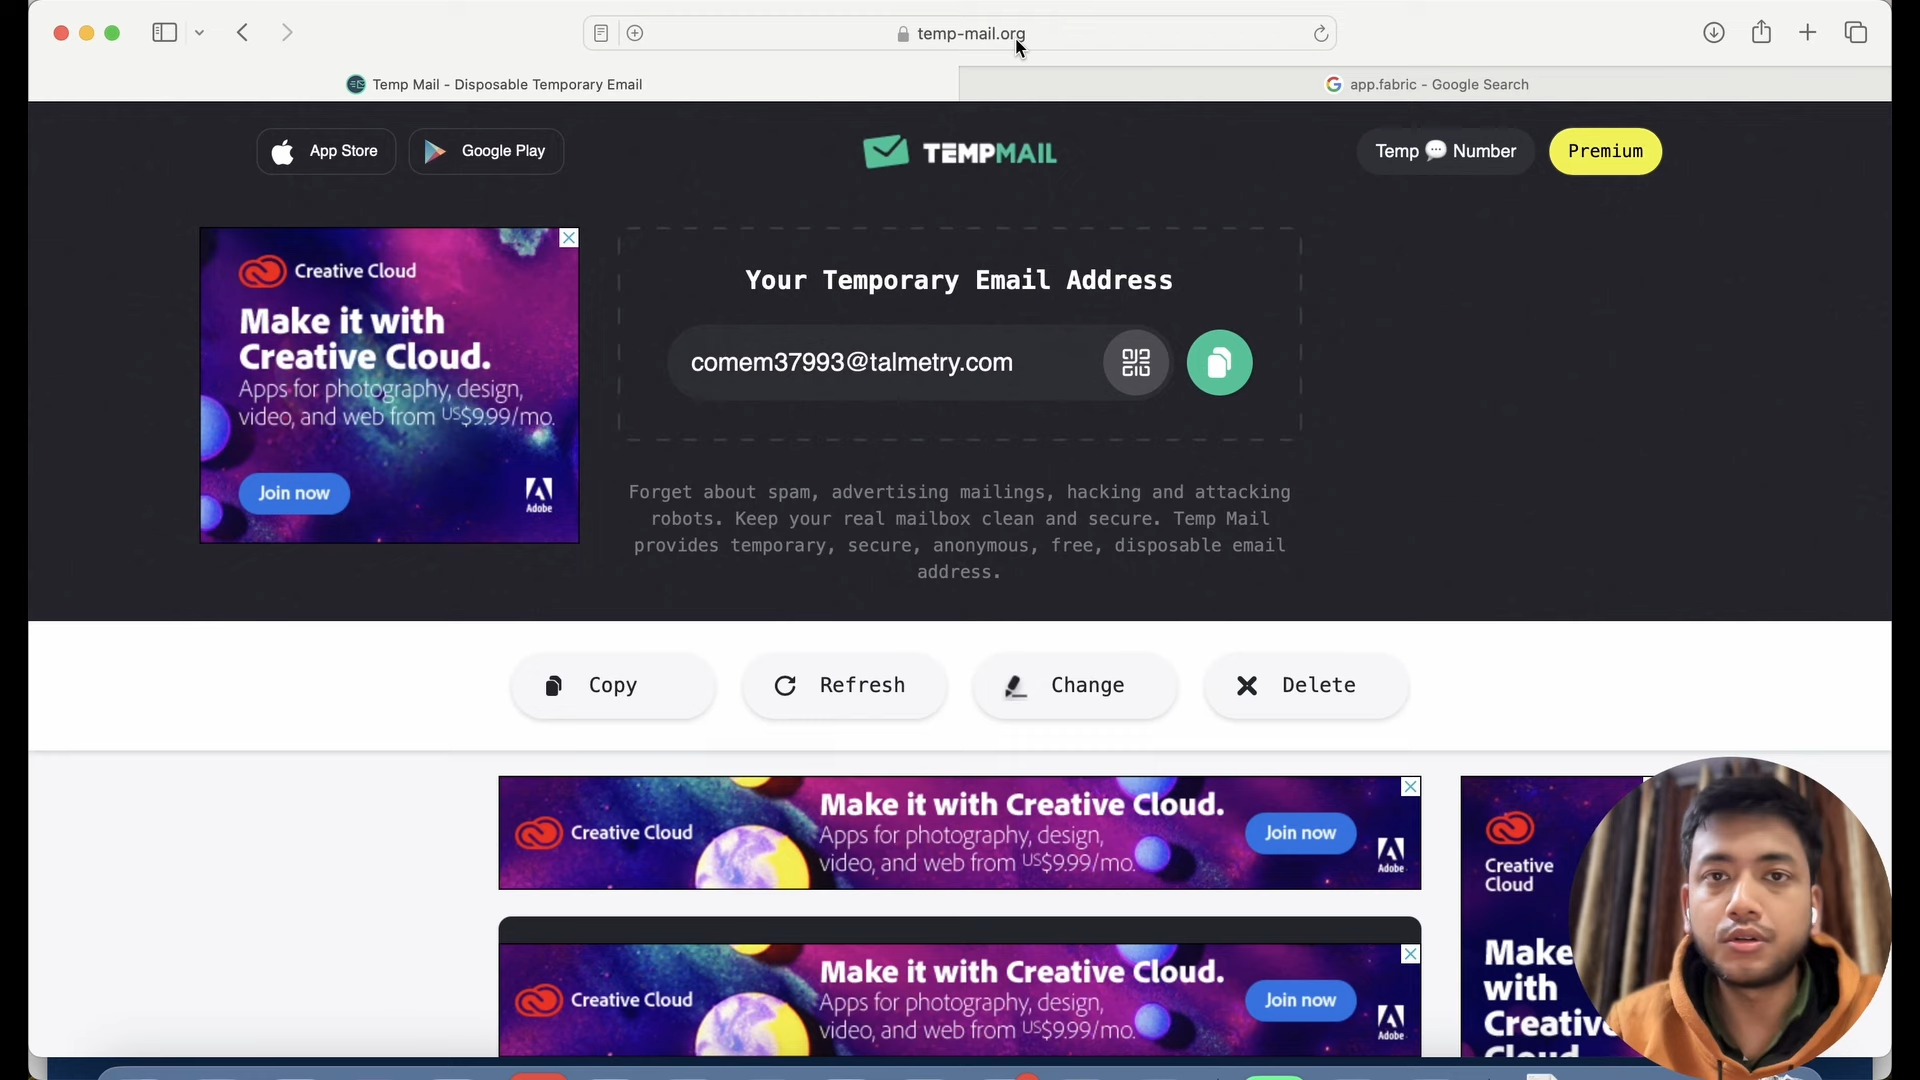 temp-mail.org
Temp Mail - Disposable Temporary Email
app.fabric - Google Search
App Store
Google Play
TEMPMAIL
Temp Number
Premium
Creative Cloud
Make it with
Creative Cloud.
Apps for photography, design,
video, and web from US$9.99/mo.
Join now
Adobe
Your Temporary Email Address
comem37993@talmetry.com
Forget about spam, advertising mailings, hacking and attacking
robots. Keep your real mailbox clean and secure. Temp Mail
provides temporary, secure, anonymous, free, disposable email
address.
Copy
Refresh
Change
Delete
Creative Cloud
Make it with Creative Cloud.
Apps for photography, design,
video, and web from US$9.99/mo.
Join now
Adobe
Creative Cloud
Make it with Creative Cloud.
Apps for photography, design,
video, and web from US$9.99/mo.
Join now
Adobe
Creative
Cloud
Make
with
Creative
Cloud